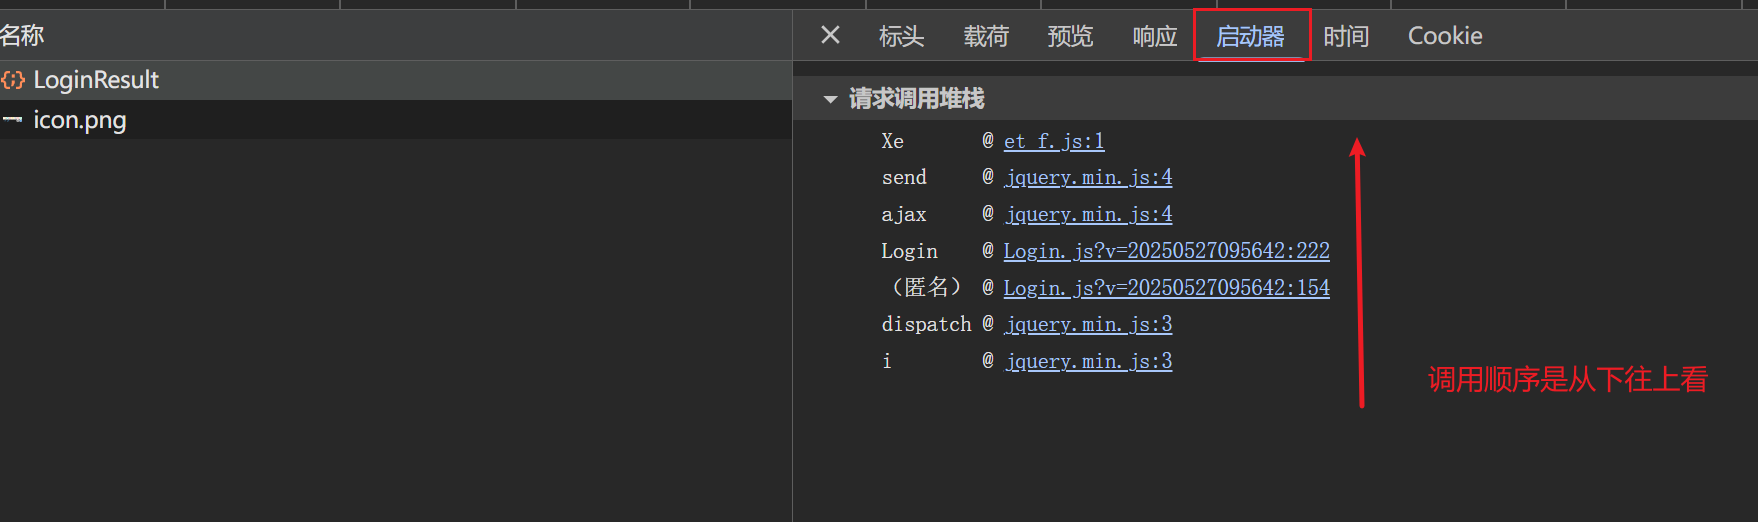 名称
LoginResult
icon.png
标头 载荷 预览 响应 启动器 时间 Cookie
请求调用堆栈
Xe @ et_f.js:1
send @ jquery.min.js:4
ajax @ jquery.min.js:4
Login @ Login.js?v=20250527095642:222
（匿名） @ Login.js?v=20250527095642:154
dispatch @ jquery.min.js:3
i @ jquery.min.js:3
调用顺序是从下往上看